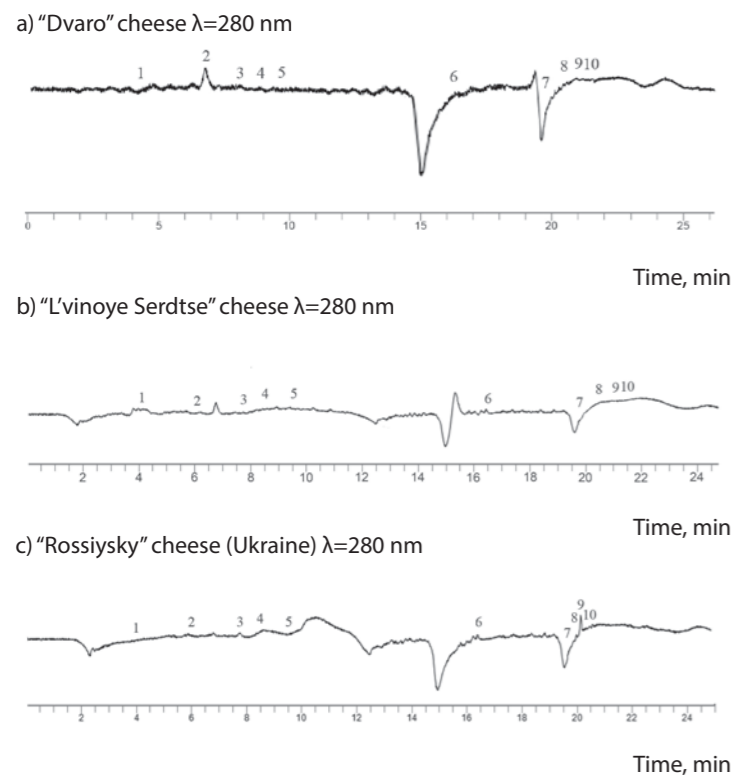 a) “Dvaro” cheese λ=280 nm
1 2 3 4 5 6 7 8 9 10
0 5 10 15 20 25
Time, min
b) “L’vinoye Serdtse” cheese λ=280 nm
1 2 3 4 5 6 7 8 9 10
2 4 6 8 10 12 14 16 18 20 22 24
Time, min
c) “Rossiysky” cheese (Ukraine) λ=280 nm
1 2 3 4 5 6 7 8 9 10
2 4 6 8 10 12 14 16 18 20 22 24
Time, min